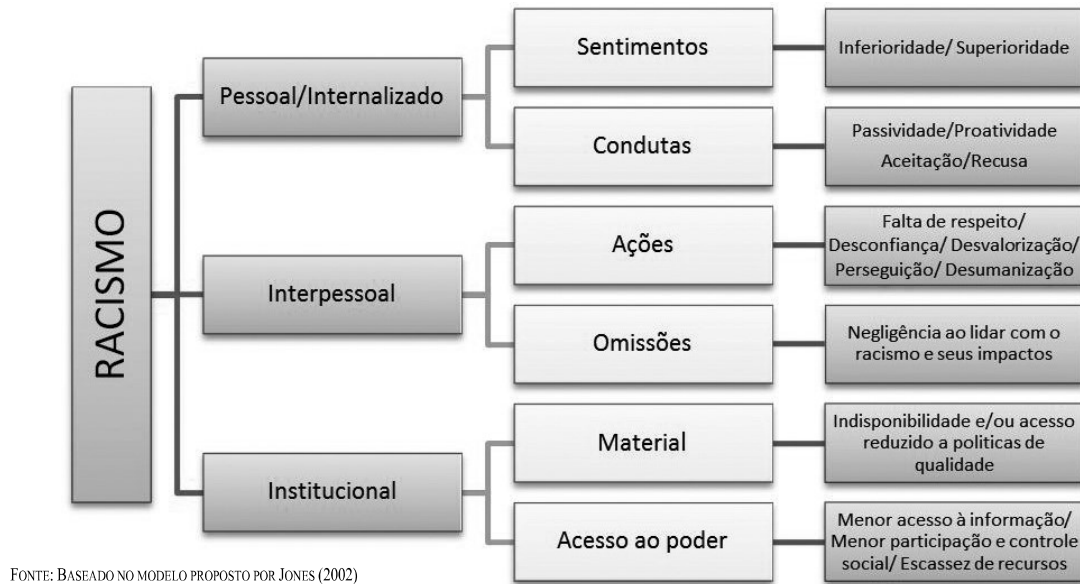 RACISMO
Pessoal/Internalizado
Sentimentos
Inferioridade/ Superioridade
Condutas
Passividade/Proatividade
Aceitação/Recusa
Interpessoal
Ações
Falta de respeito/
Desconfiança/ Desvalorização/
Perseguição/ Desumanização
Omissões
Negligência ao lidar com o
racismo e seus impactos
Institucional
Material
Indisponibilidade e/ou acesso
reduzido a politicas de
qualidade
Acesso ao poder
Menor acesso à informação/
Menor participação e controle
social/ Escassez de recursos
FONTE: BASEADO NO MODELO PROPOSTO POR JONES (2002)